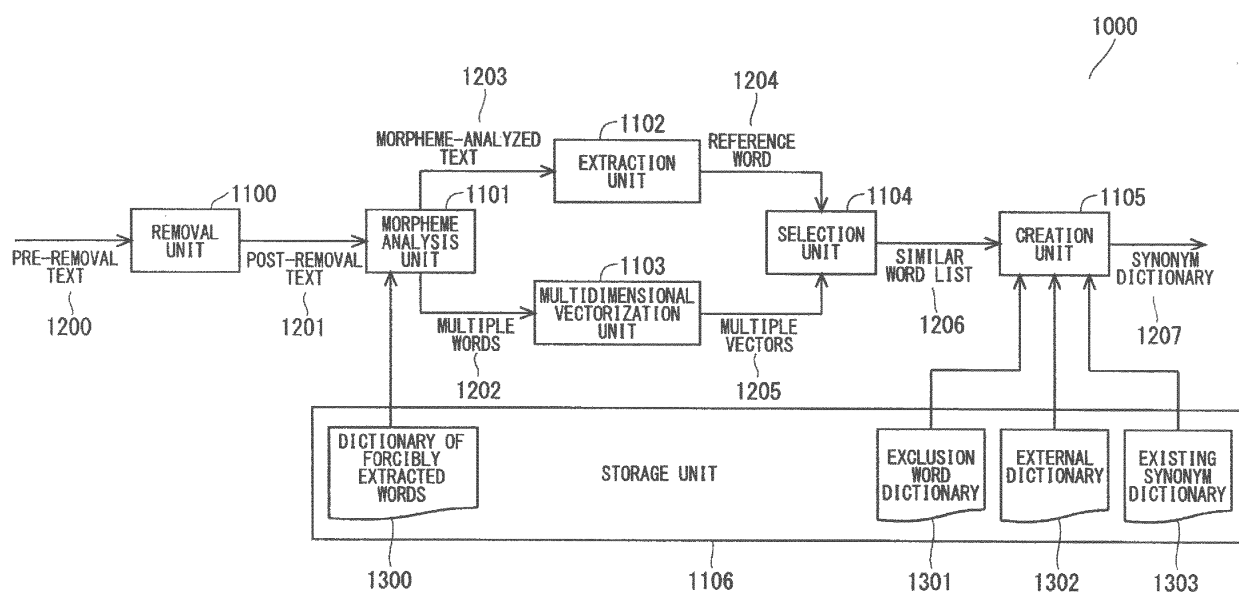 1000
1203
1204
MORPHEME-ANALYZED
TEXT
1102
EXTRACTION
UNIT
REFERENCE
WORD
1100
REMOVAL
UNIT
1101
MORPHEME
ANALYSIS
UNIT
1104
SELECTION
UNIT
1105
CREATION
UNIT
PRE-REMOVAL
TEXT
1200
POST-REMOVAL
TEXT
1201
1103
MULTIDIMENSIONAL
VECTORIZATION
UNIT
MULTIPLE
WORDS
1202
MULTIPLE
VECTORS
1205
SIMILAR
WORD LIST
1206
SYNONYM
DICTIONARY
1207
DICTIONARY OF
FORCIBLY
EXTRACTED
WORDS
STORAGE UNIT
EXCLUSION
WORD
DICTIONARY
EXTERNAL
DICTIONARY
EXISTING
SYNONYM
DICTIONARY
1300
1106
1301
1302
1303